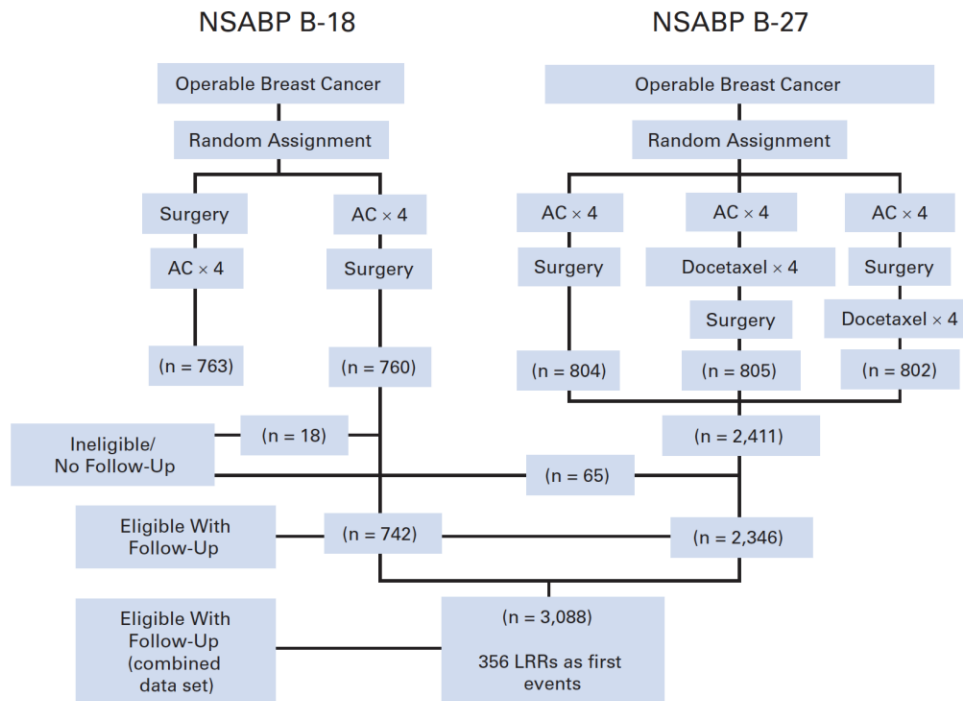 NSABP B-18
NSABP B-27
Operable Breast Cancer
Operable Breast Cancer
Random Assignment
Random Assignment
Surgery
AC × 4
AC × 4
AC × 4
AC × 4
AC × 4
Surgery
Surgery
Docetaxel × 4
Surgery
Surgery
Docetaxel × 4
(n = 763)
(n = 760)
(n = 804)
(n = 805)
(n = 802)
Ineligible/
No Follow-Up
(n = 18)
(n = 2,411)
(n = 65)
Eligible With
Follow-Up
(n = 742)
(n = 2,346)
Eligible With
Follow-Up
(combined
data set)
(n = 3,088)
356 LRRs as first
events